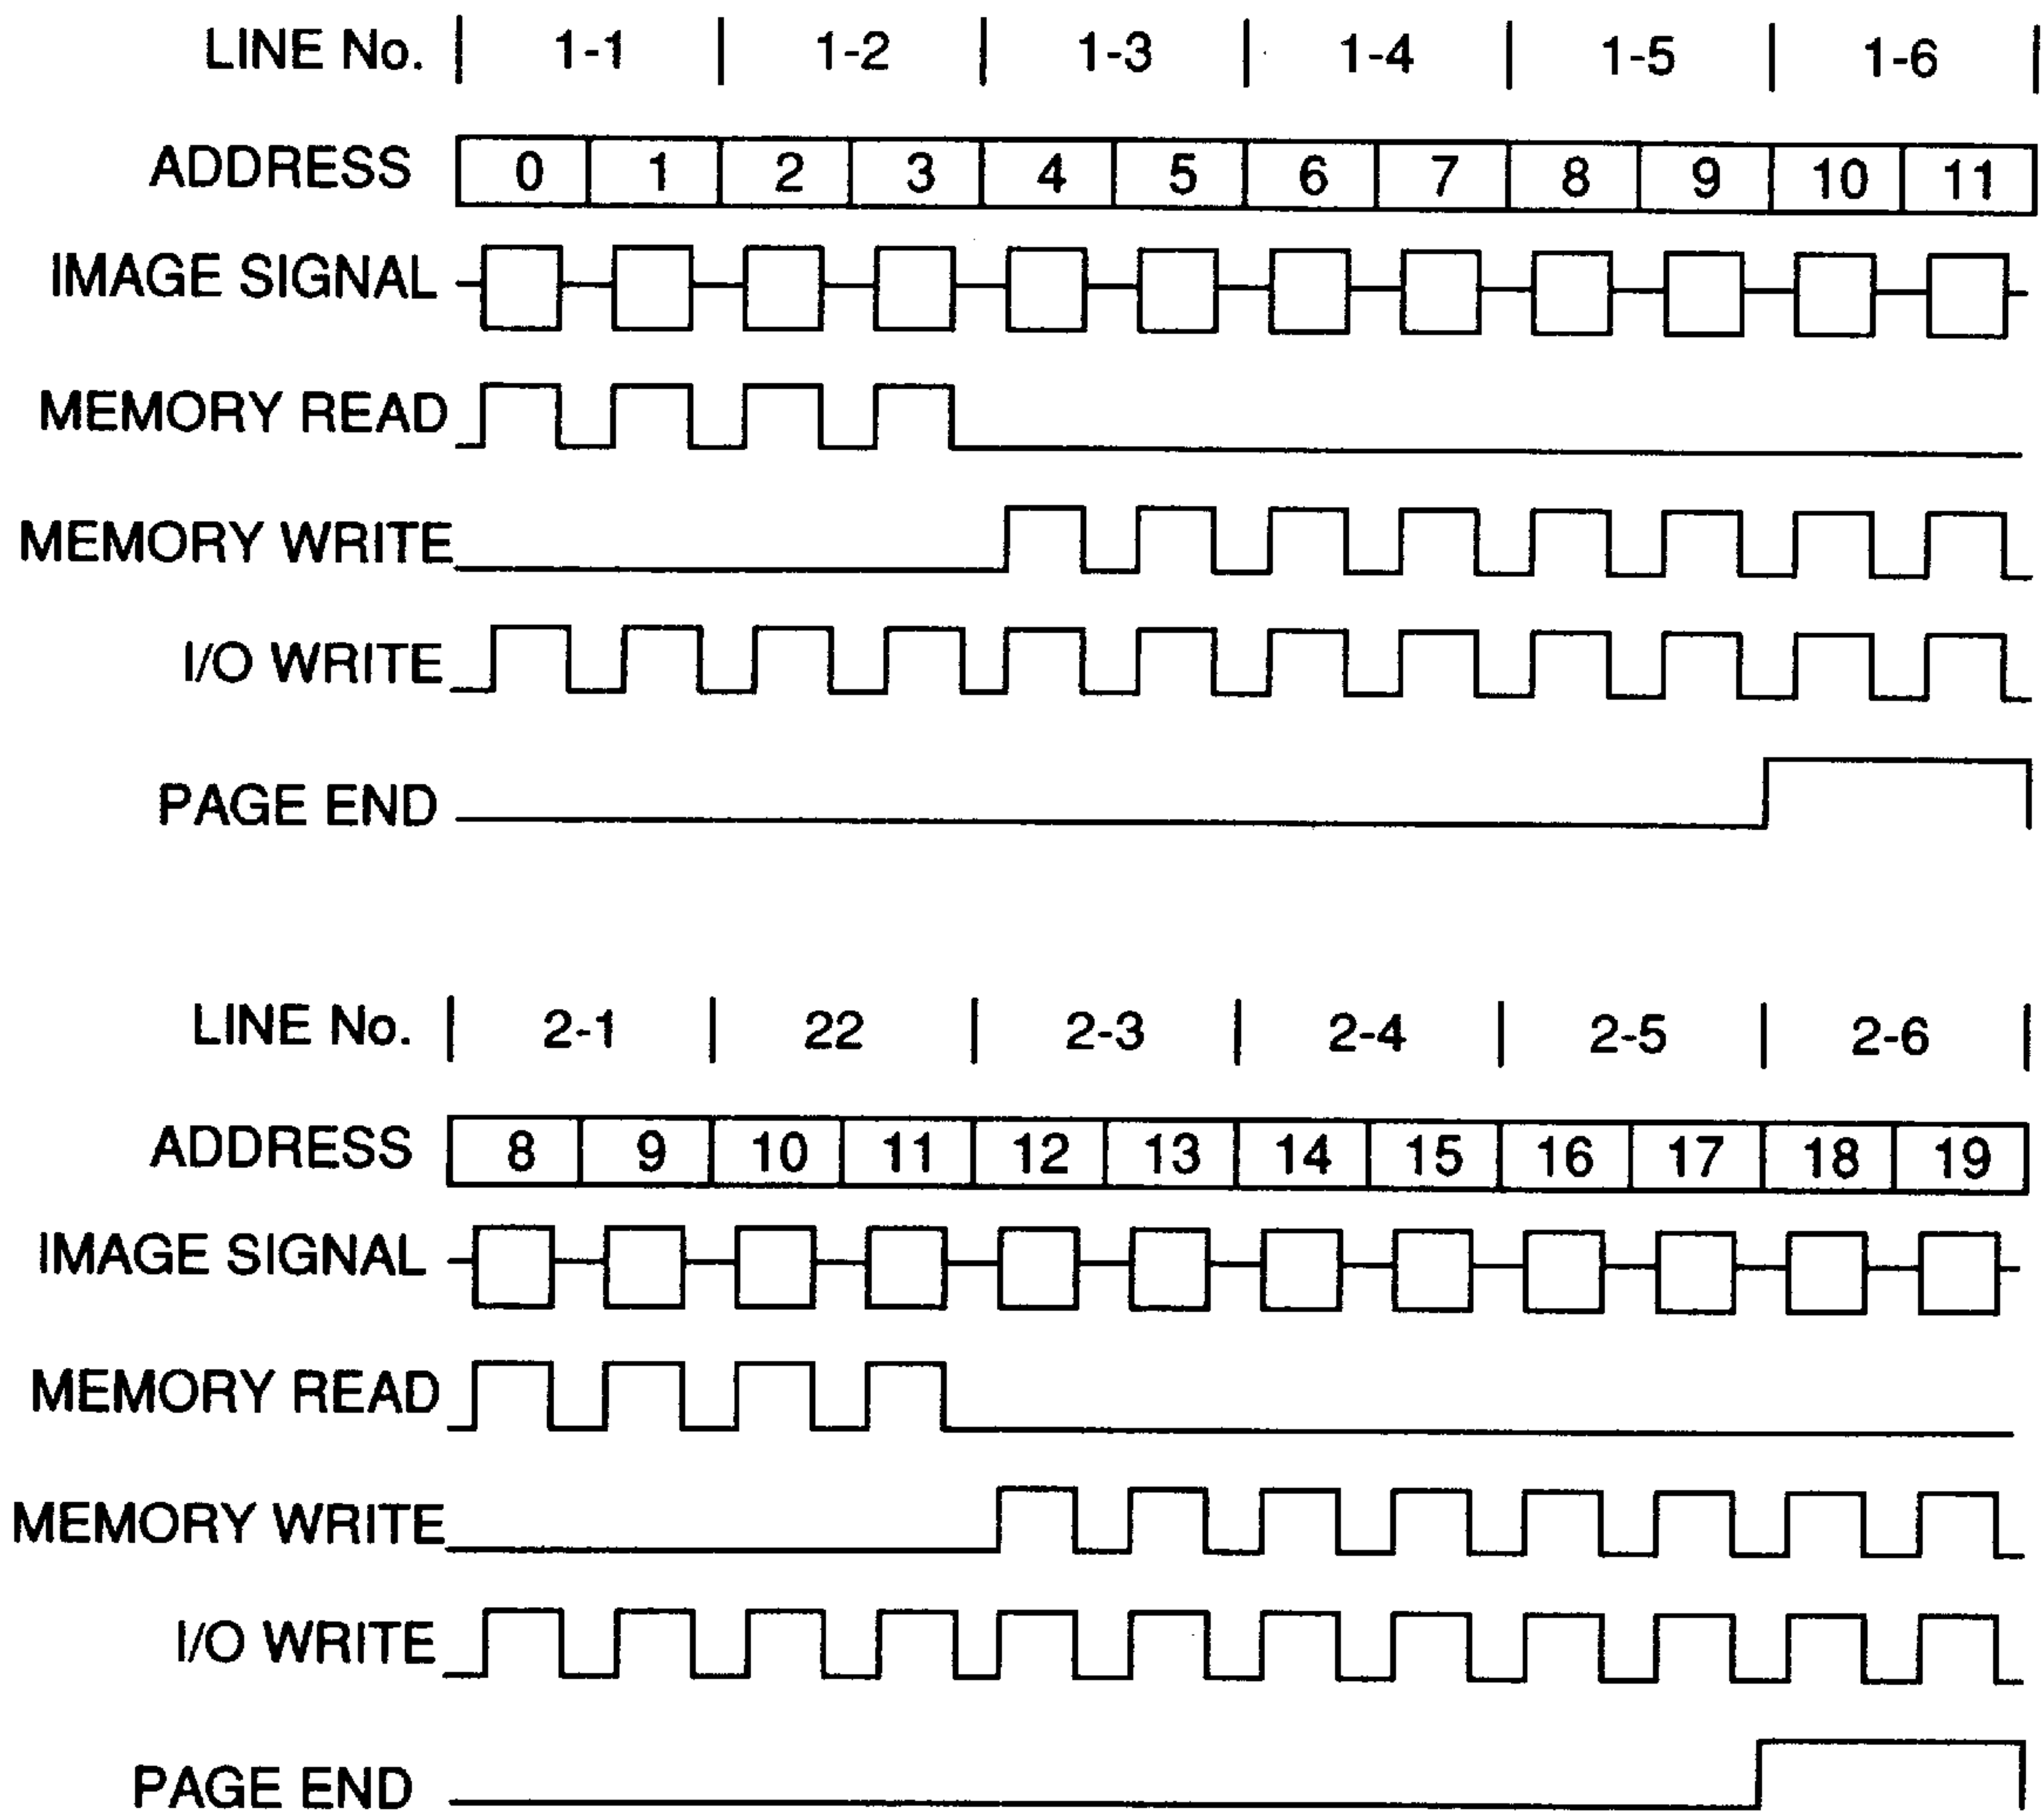 LINE No. 1-1 1-2 1-3 1-4 1-5 1-6
ADDRESS 0 1 2 3 4 5 6 7 8 9 10 11
IMAGE SIGNAL
MEMORY READ
MEMORY WRITE
I/O WRITE
PAGE END
LINE No. 2-1 22 2-3 2-4 2-5 2-6
ADDRESS 8 9 10 11 12 13 14 15 16 17 18 19
IMAGE SIGNAL
MEMORY READ
MEMORY WRITE
I/O WRITE
PAGE END